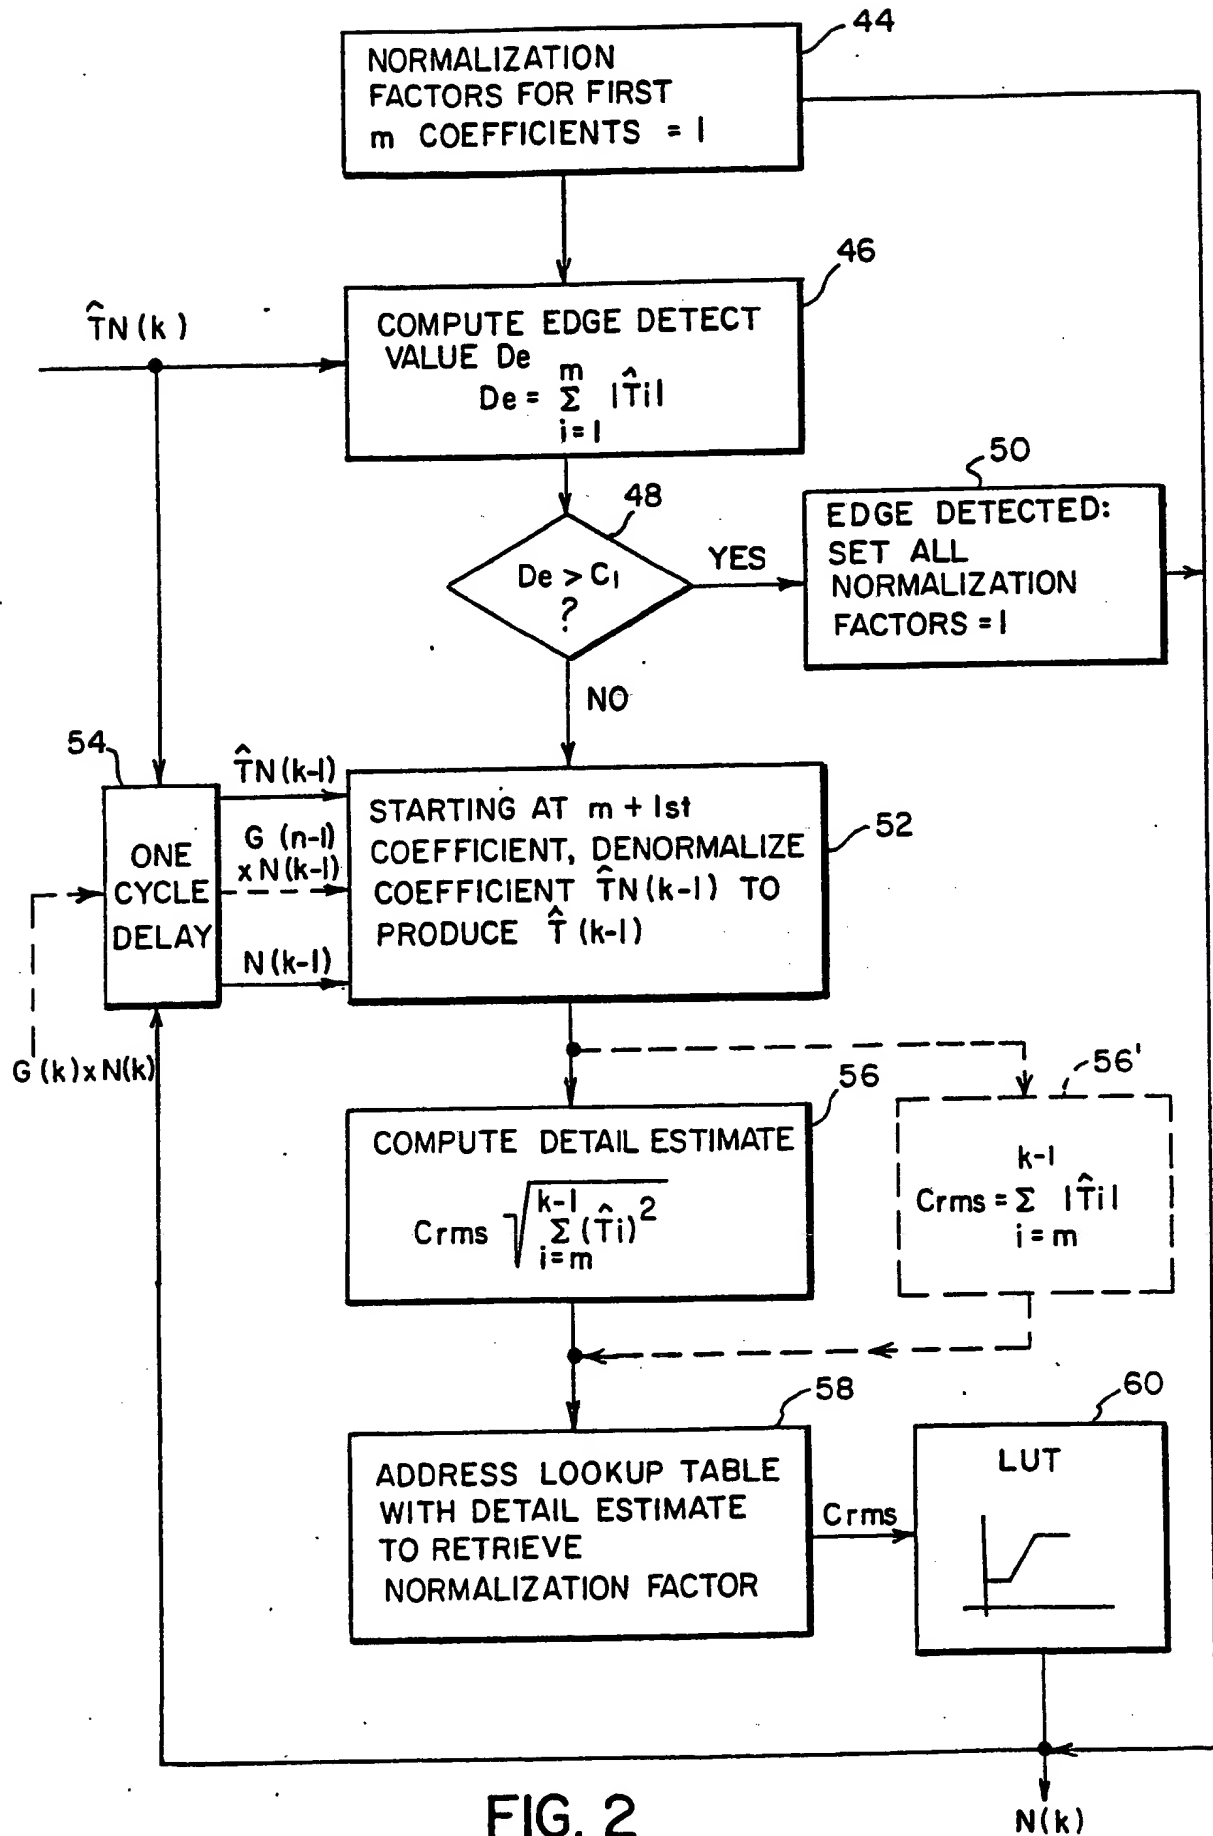 44
NORMALIZATION
FACTORS FOR FIRST
m COEFFICIENTS = 1
46
T̂N(k)
COMPUTE EDGE DETECT
VALUE De
m
De = Σ |T̂i|
i=1
50
48
EDGE DETECTED:
SET ALL
NORMALIZATION
FACTORS = 1
De > C1
?
YES
NO
54
T̂N(k-1)
G (n-1)
xN(k-1)
N(k-1)
ONE
CYCLE
DELAY
STARTING AT m + 1st
COEFFICIENT, DENORMALIZE
COEFFICIENT T̂N(k-1) TO
PRODUCE T̂(k-1)
52
G(k)xN(k)
56
56'
COMPUTE DETAIL ESTIMATE
k-1
Crms √Σ(T̂i)²
i=m
k-1
Crms = Σ |T̂i|
i=m
58
60
ADDRESS LOOKUP TABLE
WITH DETAIL ESTIMATE
TO RETRIEVE
NORMALIZATION FACTOR
Crms
LUT
N(k)
FIG. 2